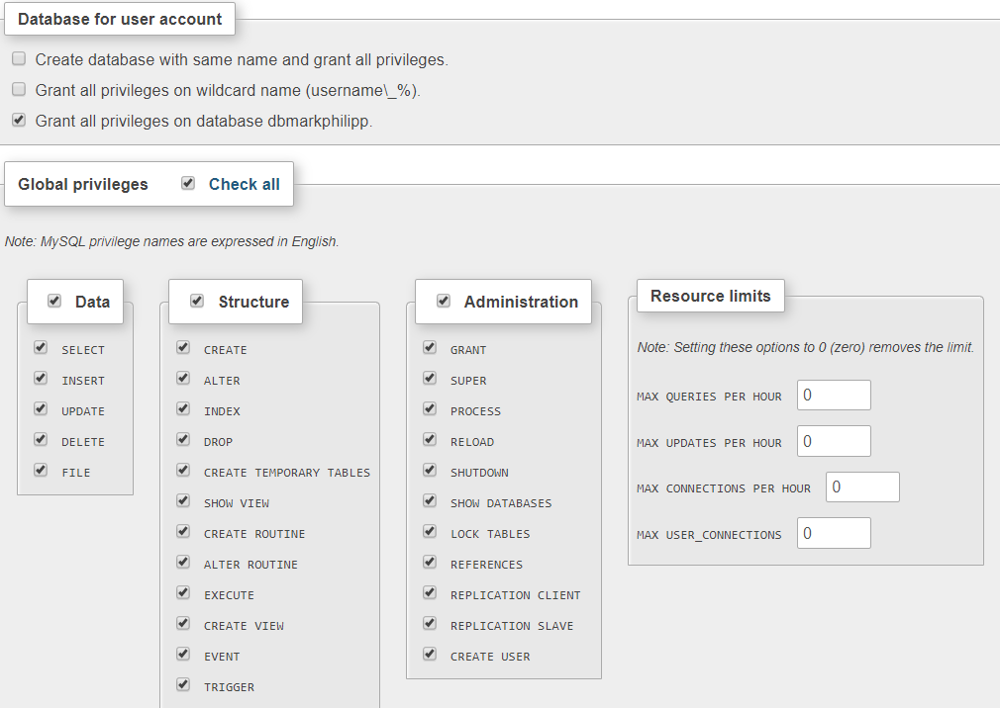 Database for user account
Create database with same name and grant all privileges.
Grant all privileges on wildcard name (username\_%).
Grant all privileges on database dbmarkphilipp.
Global privileges Check all
Note: MySQL privilege names are expressed in English.
Data
SELECT
INSERT
UPDATE
DELETE
FILE
Structure
CREATE
ALTER
INDEX
DROP
CREATE TEMPORARY TABLES
SHOW VIEW
CREATE ROUTINE
ALTER ROUTINE
EXECUTE
CREATE VIEW
EVENT
TRIGGER
Administration
GRANT
SUPER
PROCESS
RELOAD
SHUTDOWN
SHOW DATABASES
LOCK TABLES
REFERENCES
REPLICATION CLIENT
REPLICATION SLAVE
CREATE USER
Resource limits
Note: Setting these options to 0 (zero) removes the limit.
MAX QUERIES PER HOUR 0
MAX UPDATES PER HOUR 0
MAX CONNECTIONS PER HOUR 0
MAX USER_CONNECTIONS 0